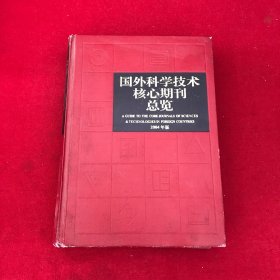 国外科学技术
核心期刊
总览
A GUIDE TO THE CORE JOURNALS OF SCIENCES
& TECHNOLOGIES IN FOREIGN COUNTRIES
2004年版